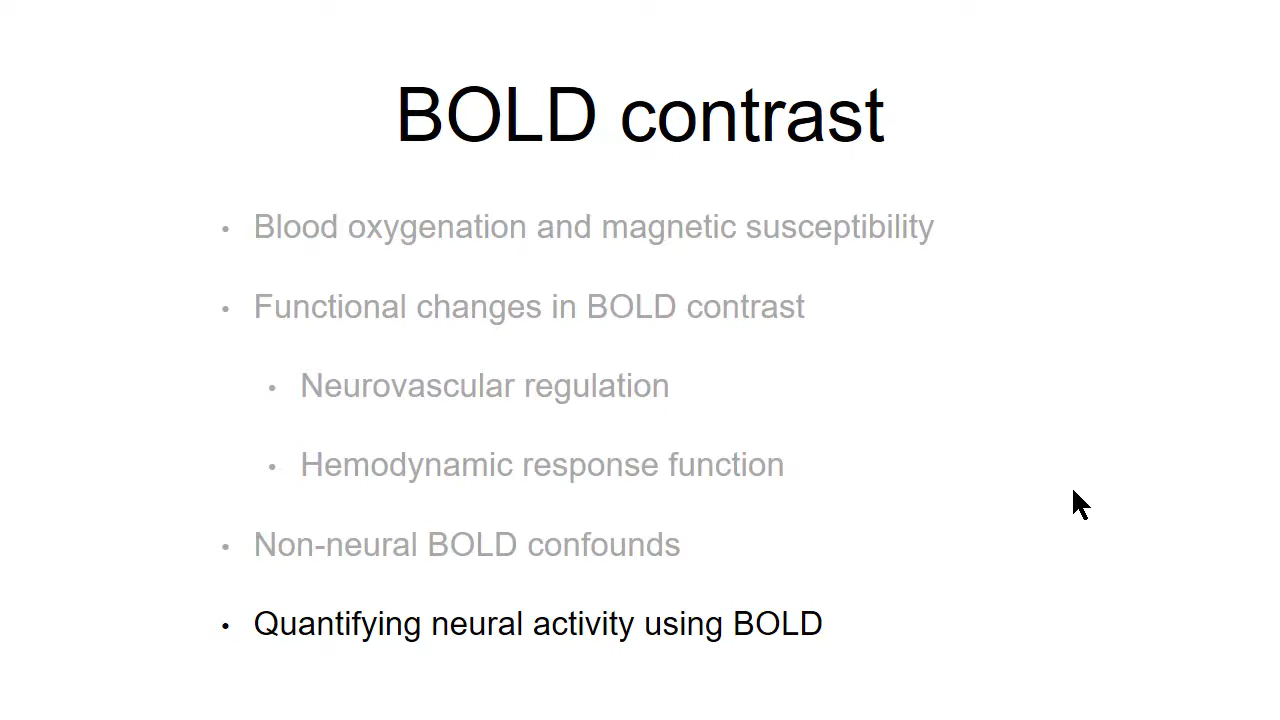 BOLD contrast
• Blood oxygenation and magnetic susceptibility
• Functional changes in BOLD contrast
• Neurovascular regulation
• Hemodynamic response function
• Non-neural BOLD confounds
• Quantifying neural activity using BOLD